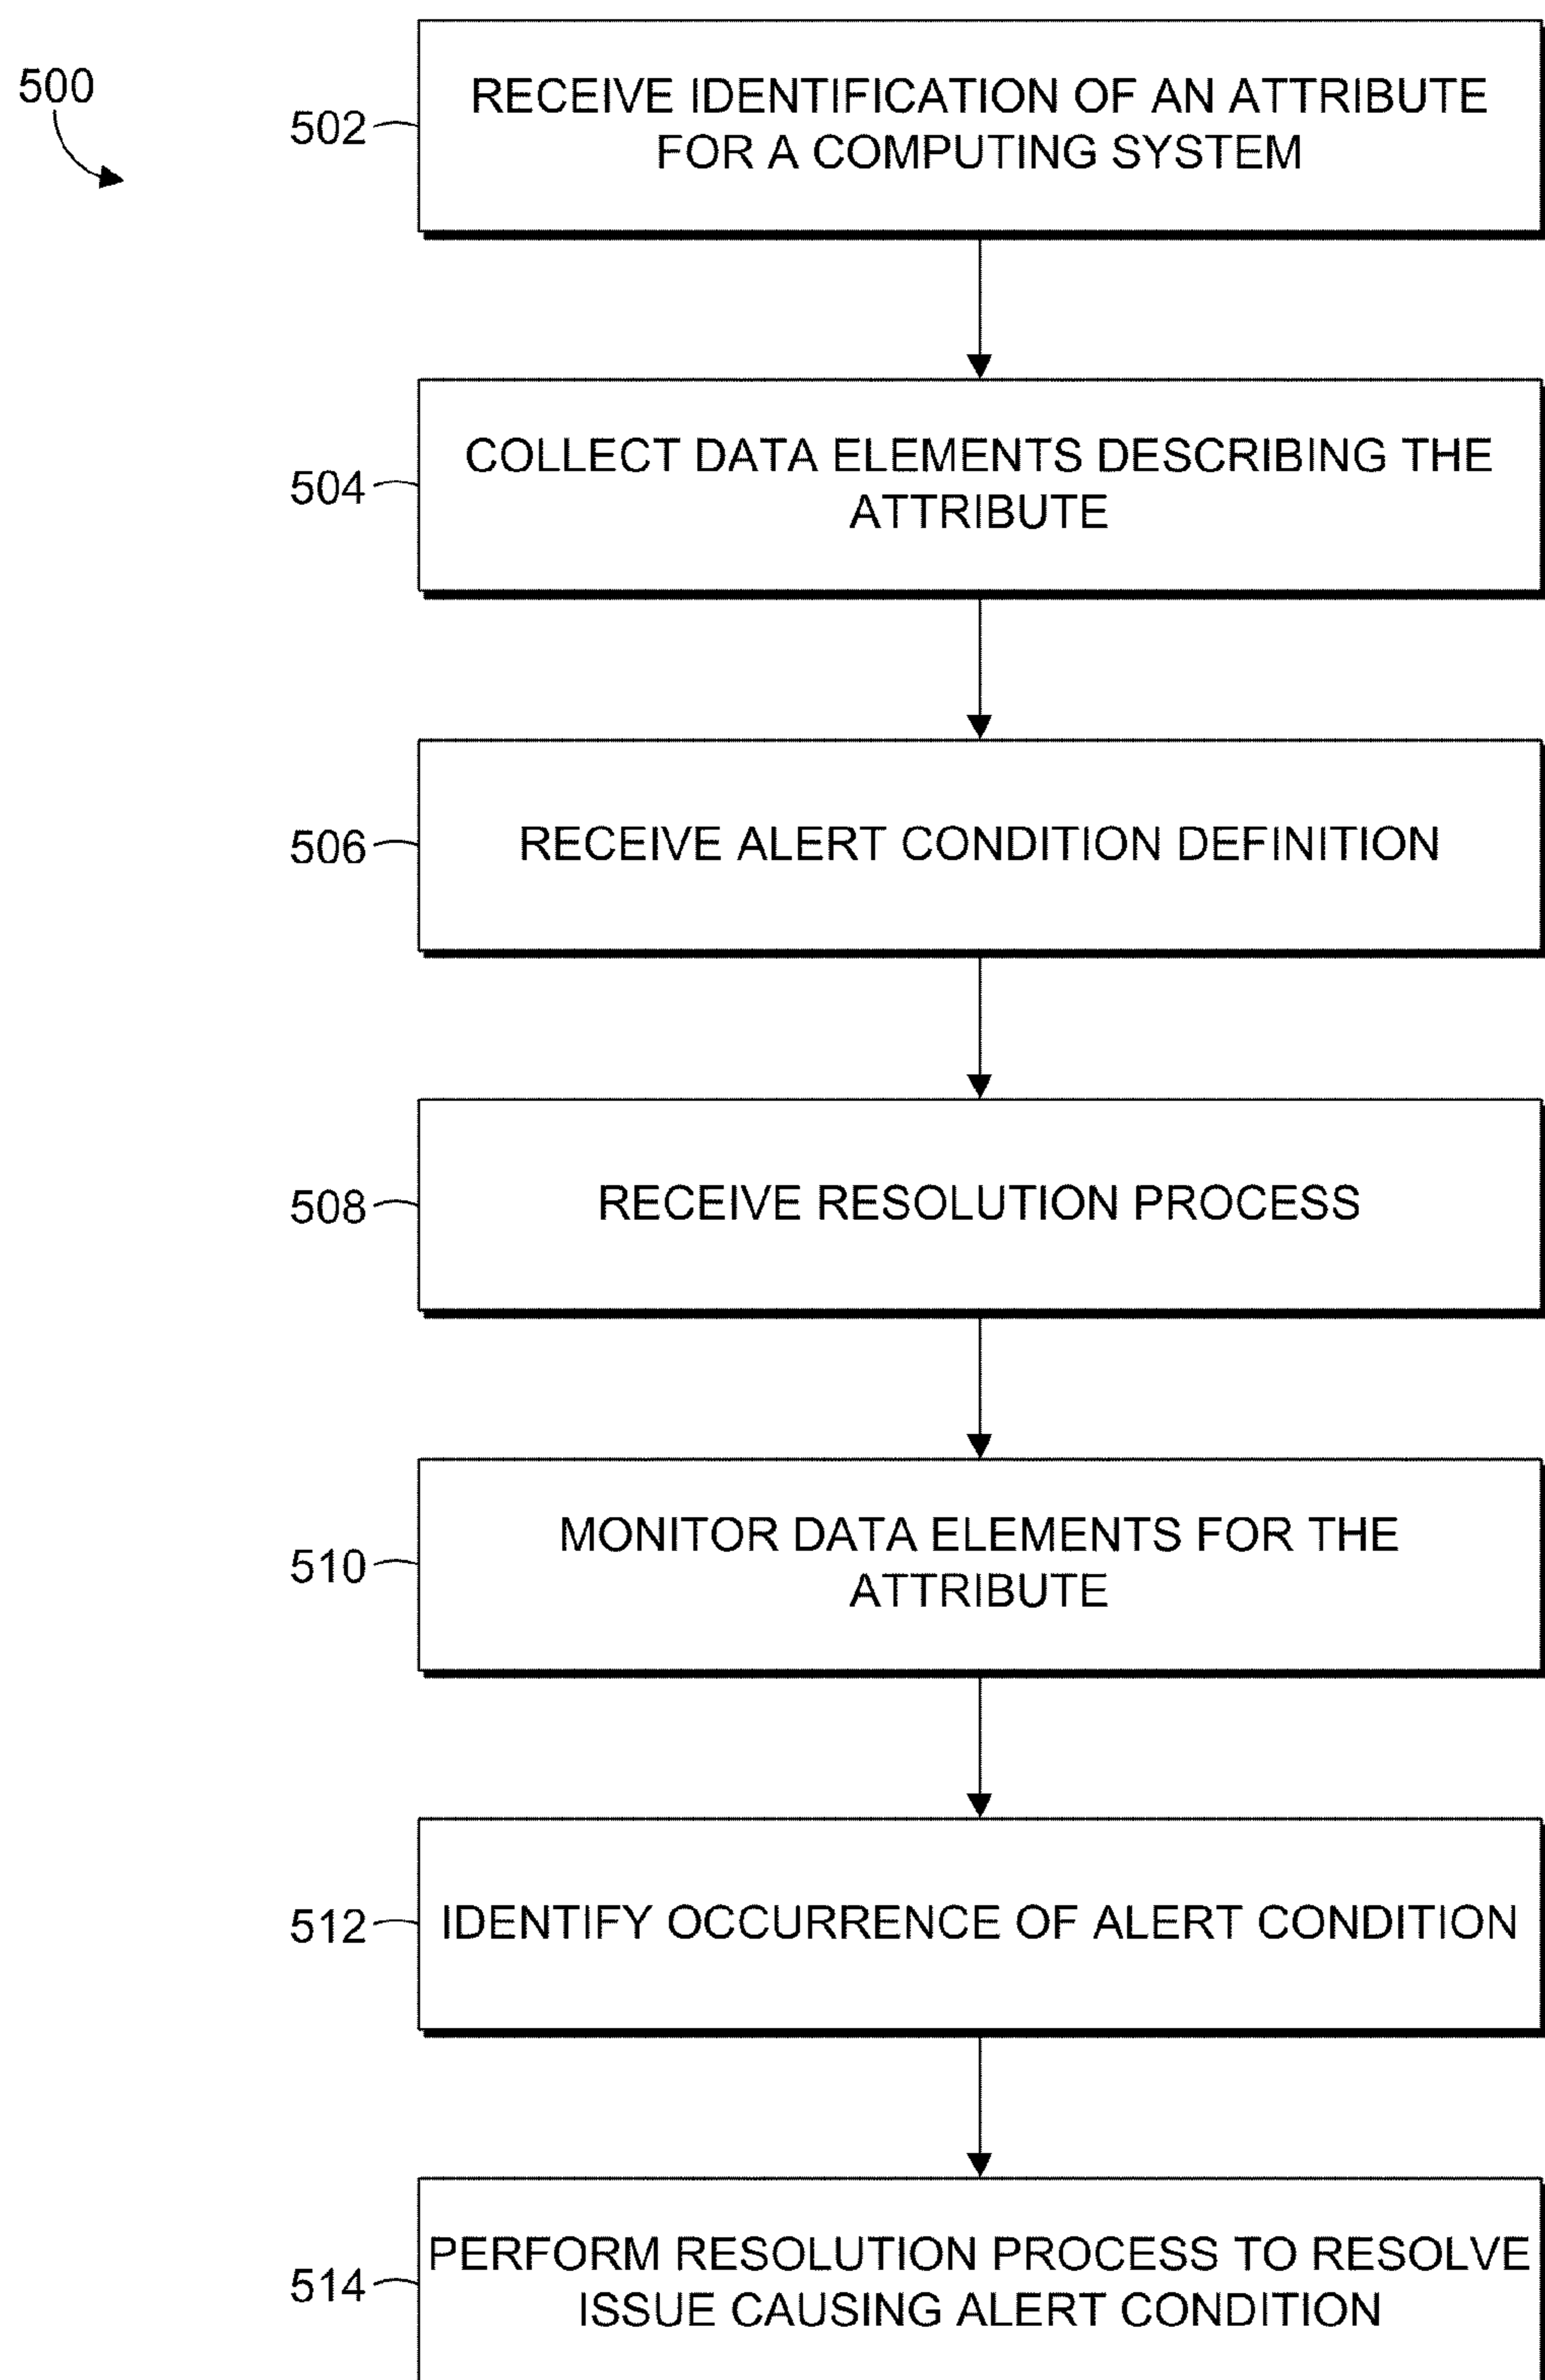 500
502
RECEIVE IDENTIFICATION OF AN ATTRIBUTE
FOR A COMPUTING SYSTEM
504
COLLECT DATA ELEMENTS DESCRIBING THE
ATTRIBUTE
506
RECEIVE ALERT CONDITION DEFINITION
508
RECEIVE RESOLUTION PROCESS
510
MONITOR DATA ELEMENTS FOR THE
ATTRIBUTE
512
IDENTIFY OCCURRENCE OF ALERT CONDITION
514
PERFORM RESOLUTION PROCESS TO RESOLVE
ISSUE CAUSING ALERT CONDITION